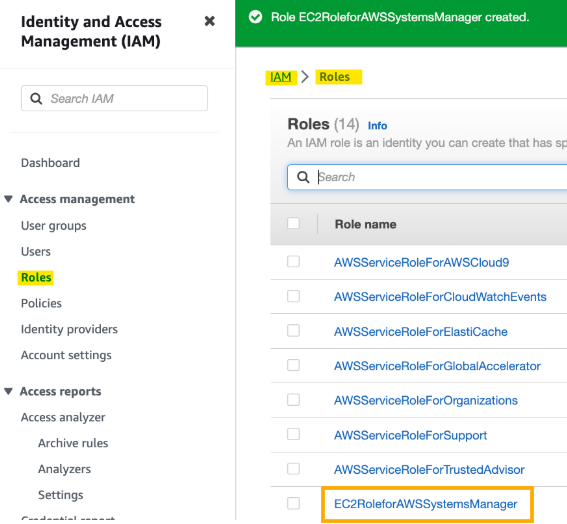 Identity and Access
Management (IAM)
Search IAM
Dashboard
Access management
User groups
Users
Roles
Policies
Identity providers
Account settings
Access reports
Access analyzer
Archive rules
Analyzers
Settings
Credential report
Role EC2RoleforAWSSystemsManager created.
IAM > Roles
Roles (14) Info
An IAM role is an identity you can create that has sp
Search
Role name
AWSServiceRoleForAWSCloud9
AWSServiceRoleForCloudWatchEvents
AWSServiceRoleForElastiCache
AWSServiceRoleForGlobalAccelerator
AWSServiceRoleForOrganizations
AWSServiceRoleForSupport
AWSServiceRoleForTrustedAdvisor
EC2RoleforAWSSystemsManager